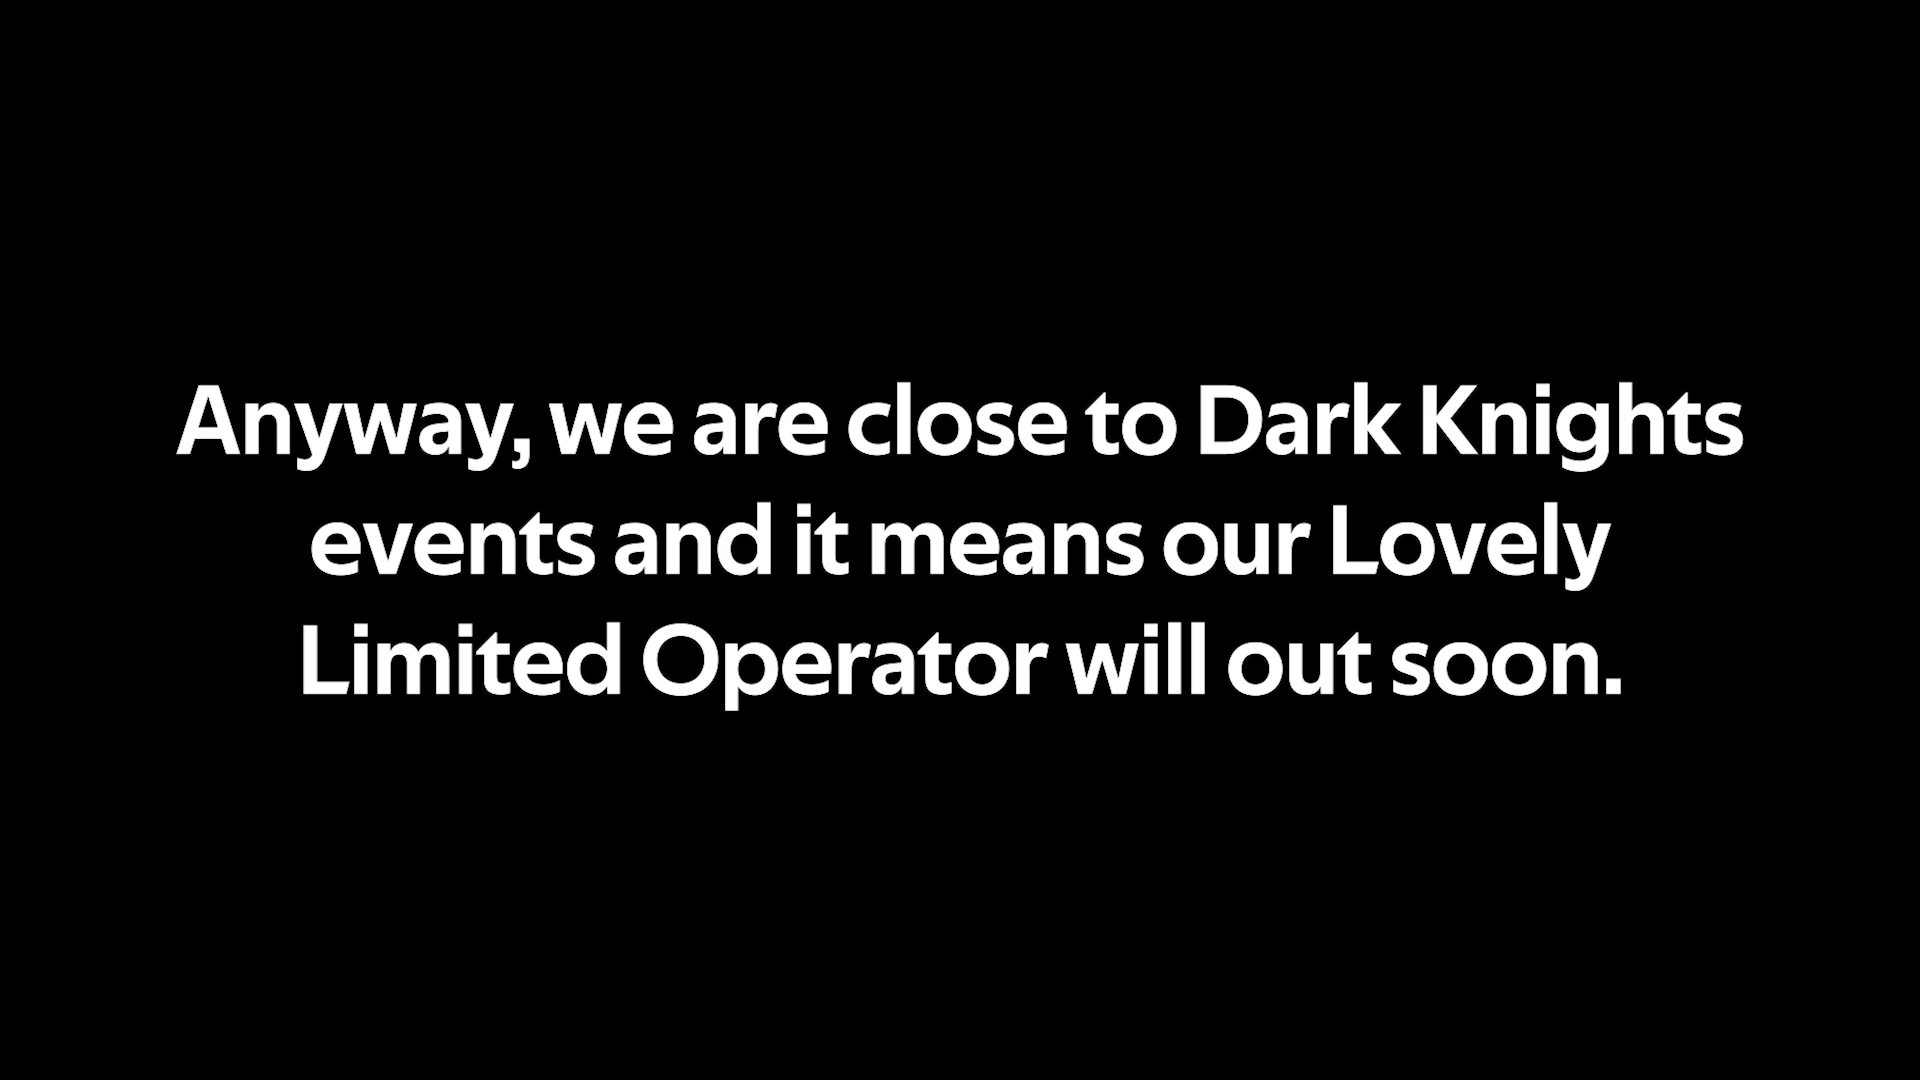 Anyway, we are close to Dark Knights
events and it means our Lovely
Limited Operator will out soon.